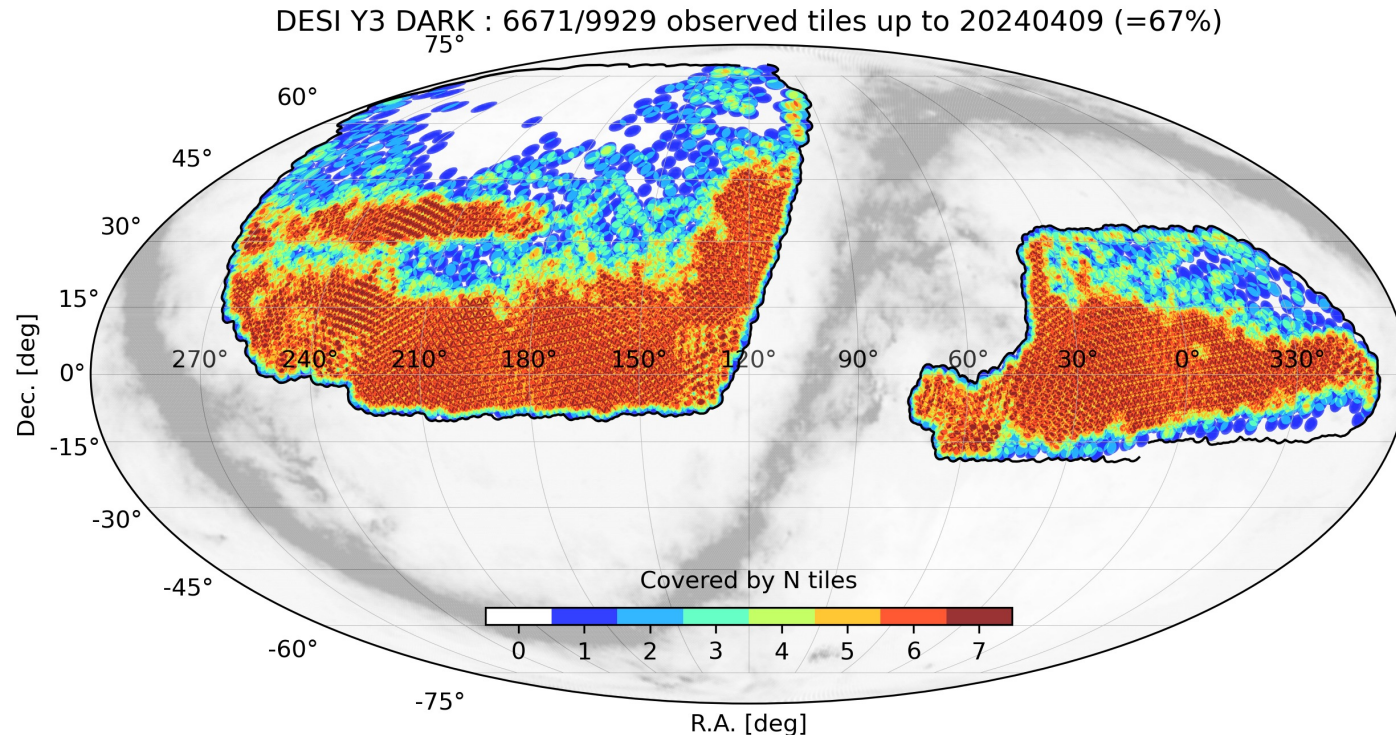 DESI Y3 DARK : 6671/9929 observed tiles up to 20240409 (=67%)
75°
60°
45°
30°
15°
270° 240° 210° 180° 150° 120° 90° 60° 30° 0° 330°
0°
Dec. [deg]
-15°
-30°
Covered by N tiles
-45°
0 1 2 3 4 5 6 7
-60°
-75°
R.A. [deg]